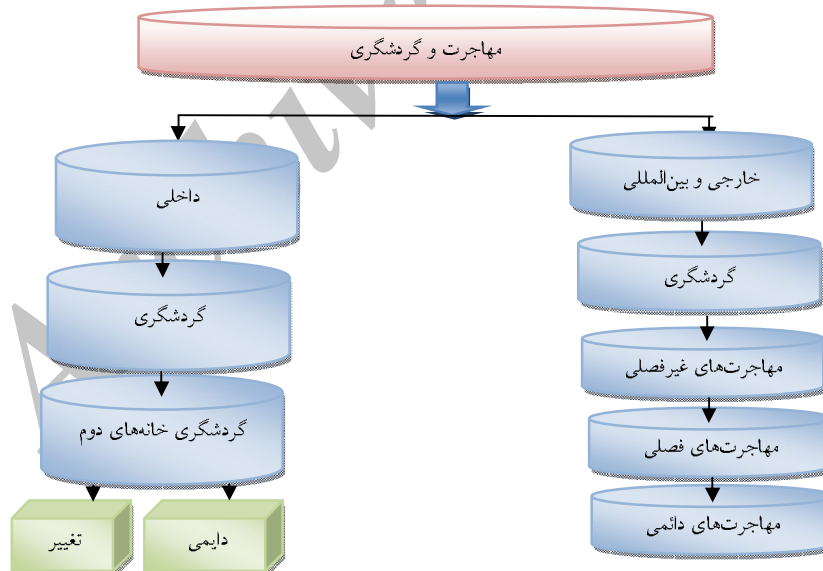 مهاجرت و گردشگری
خارجی و بین‌المللی
گردشگری
مهاجرت‌های غیرفصلی
مهاجرت‌های فصلی
مهاجرت‌های دائمی
داخلی
گردشگری
گردشگری خانه‌های دوم
دایمی
تغییر